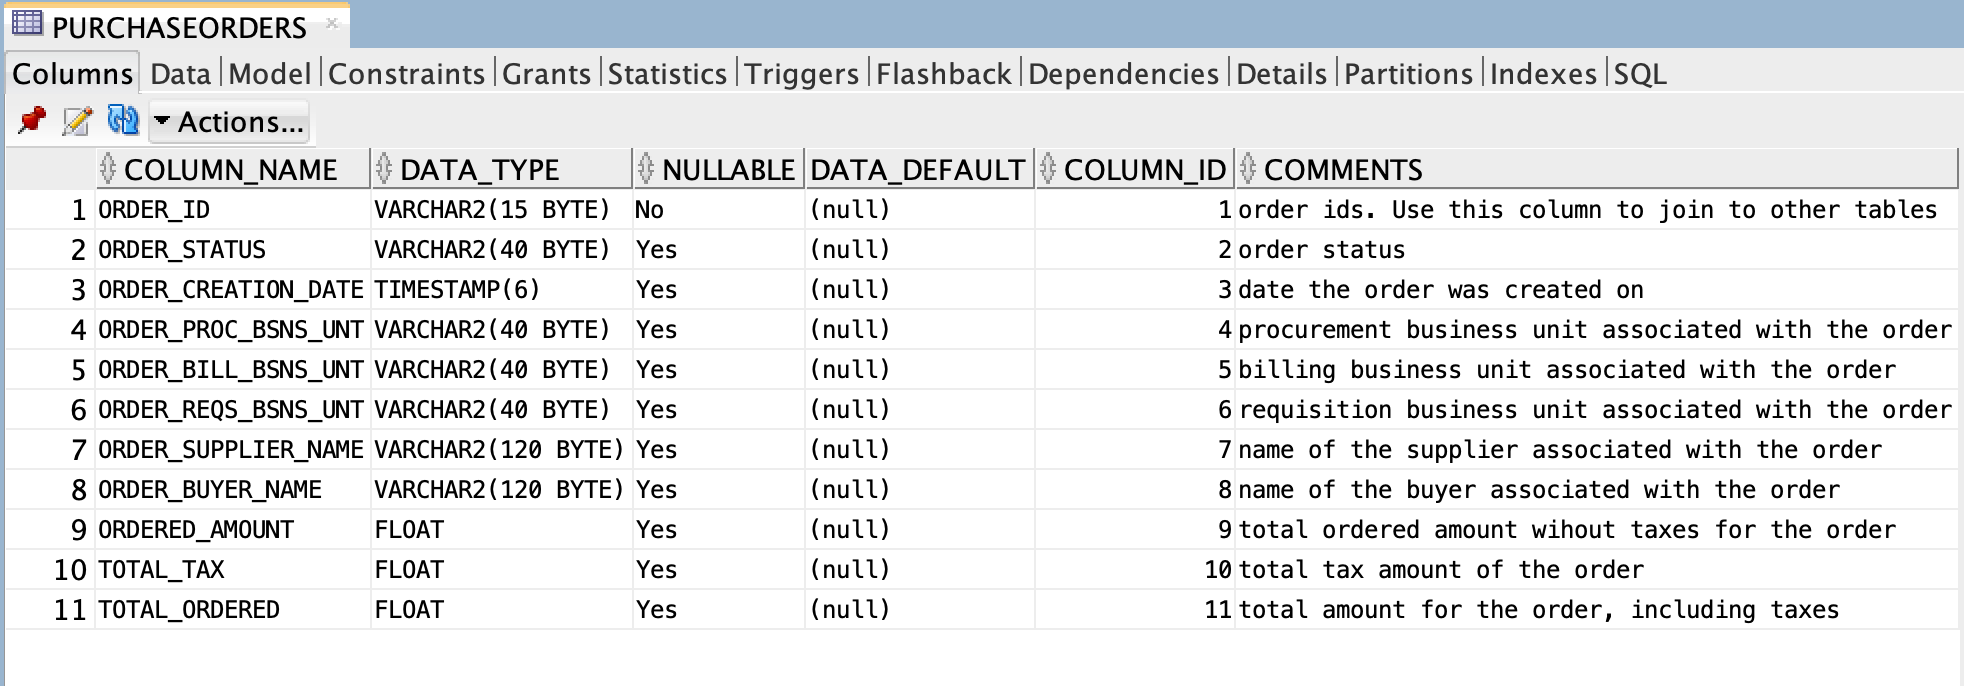 PURCHASEORDERS
Columns Data Model Constraints Grants Statistics Triggers Flashback Dependencies Details Partitions Indexes SQL
Actions...
COLUMN_NAME DATA_TYPE NULLABLE DATA_DEFAULT COLUMN_ID COMMENTS
1 ORDER_ID VARCHAR2(15 BYTE) No (null) 1 order ids. Use this column to join to other tables
2 ORDER_STATUS VARCHAR2(40 BYTE) Yes (null) 2 order status
3 ORDER_CREATION_DATE TIMESTAMP(6) Yes (null) 3 date the order was created on
4 ORDER_PROC_BSNS_UNT VARCHAR2(40 BYTE) Yes (null) 4 procurement business unit associated with the order
5 ORDER_BILL_BSNS_UNT VARCHAR2(40 BYTE) Yes (null) 5 billing business unit associated with the order
6 ORDER_REQS_BSNS_UNT VARCHAR2(40 BYTE) Yes (null) 6 requisition business unit associated with the order
7 ORDER_SUPPLIER_NAME VARCHAR2(120 BYTE) Yes (null) 7 name of the supplier associated with the order
8 ORDER_BUYER_NAME VARCHAR2(120 BYTE) Yes (null) 8 name of the buyer associated with the order
9 ORDERED_AMOUNT FLOAT Yes (null) 9 total ordered amount wihout taxes for the order
10 TOTAL_TAX FLOAT Yes (null) 10 total tax amount of the order
11 TOTAL_ORDERED FLOAT Yes (null) 11 total amount for the order, including taxes